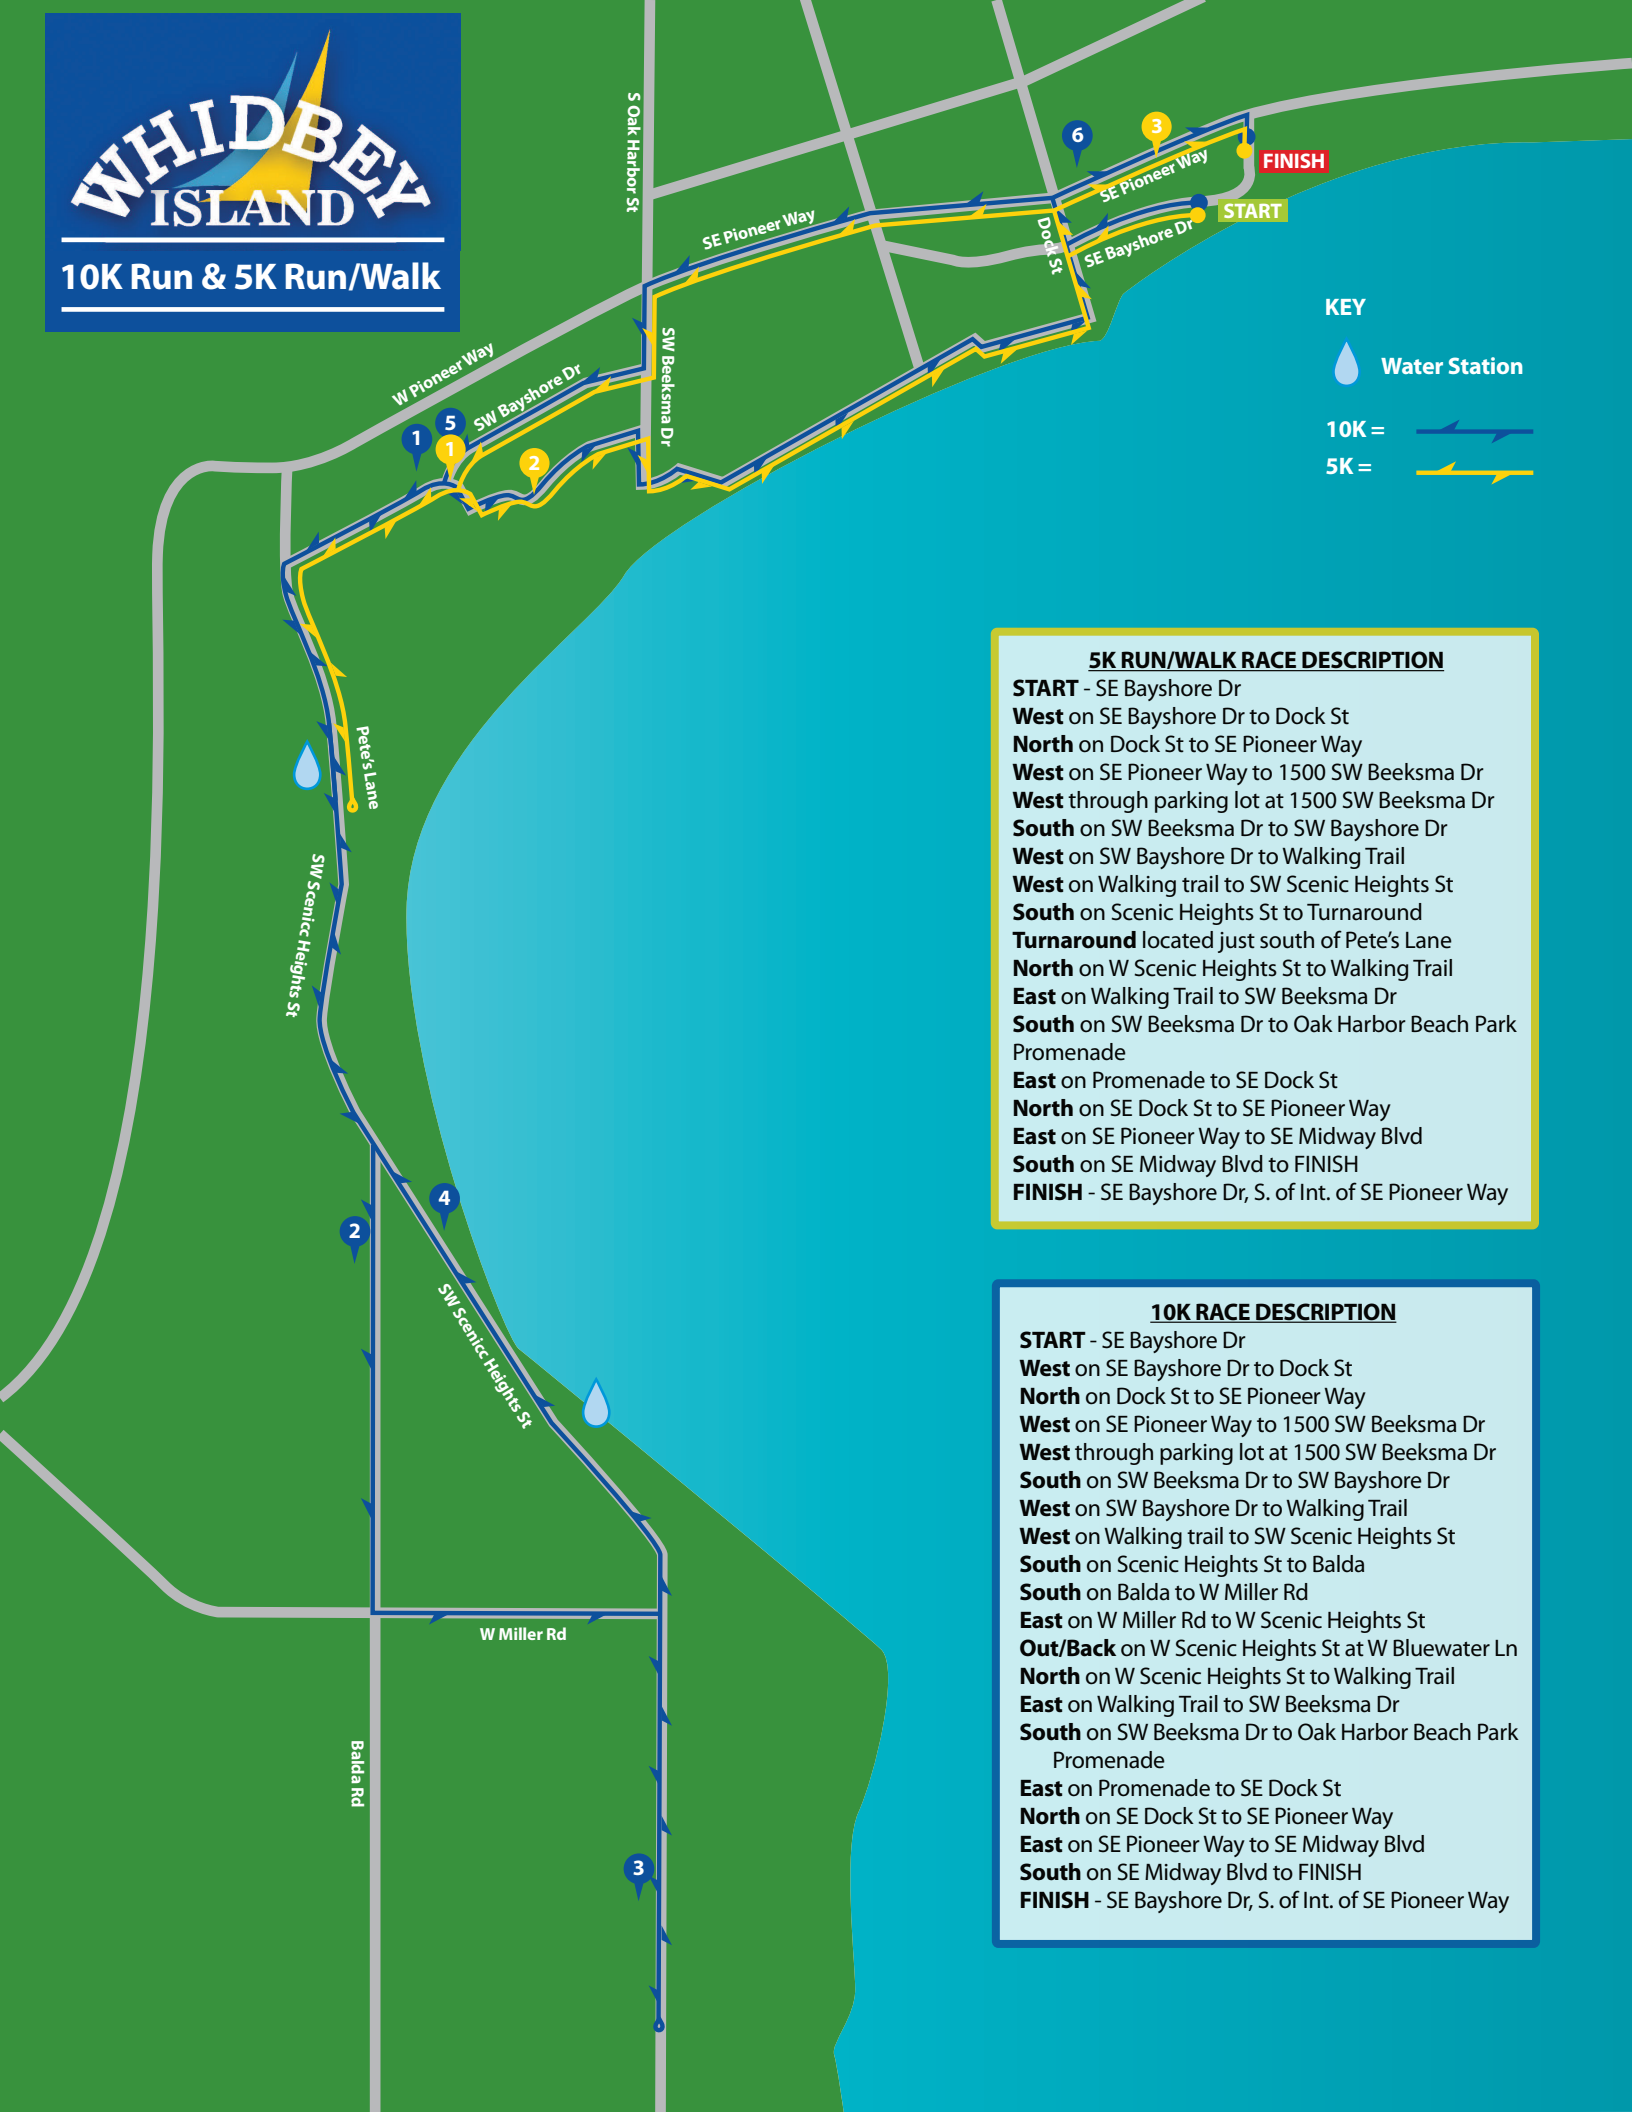 WHIDBEY
ISLAND
10K Run & 5K Run/Walk
S Oak Harbor St
6
3
FINISH
SE Pioneer Way
START
SE Pioneer Way
Dock St
SE Bayshore Dr
KEY
Water Station
10K =
5K =
W Pioneer Way
SW Bayshore Dr
SW Beeksma Dr
1
5
1
2
Pete's Lane
SW Scenicc Heights St
4
2
SW Scenicc Heights St
W Miller Rd
Balda Rd
3
5K RUN/WALK RACE DESCRIPTION
START - SE Bayshore Dr
West on SE Bayshore Dr to Dock St
North on Dock St to SE Pioneer Way
West on SE Pioneer Way to 1500 SW Beeksma Dr
West through parking lot at 1500 SW Beeksma Dr
South on SW Beeksma Dr to SW Bayshore Dr
West on SW Bayshore Dr to Walking Trail
West on Walking trail to SW Scenic Heights St
South on Scenic Heights St to Turnaround
Turnaround located just south of Pete's Lane
North on W Scenic Heights St to Walking Trail
East on Walking Trail to SW Beeksma Dr
South on SW Beeksma Dr to Oak Harbor Beach Park
Promenade
East on Promenade to SE Dock St
North on SE Dock St to SE Pioneer Way
East on SE Pioneer Way to SE Midway Blvd
South on SE Midway Blvd to FINISH
FINISH - SE Bayshore Dr, S. of Int. of SE Pioneer Way
10K RACE DESCRIPTION
START - SE Bayshore Dr
West on SE Bayshore Dr to Dock St
North on Dock St to SE Pioneer Way
West on SE Pioneer Way to 1500 SW Beeksma Dr
West through parking lot at 1500 SW Beeksma Dr
South on SW Beeksma Dr to SW Bayshore Dr
West on SW Bayshore Dr to Walking Trail
West on Walking trail to SW Scenic Heights St
South on Scenic Heights St to Balda
South on Balda to W Miller Rd
East on W Miller Rd to W Scenic Heights St
Out/Back on W Scenic Heights St at W Bluewater Ln
North on W Scenic Heights St to Walking Trail
East on Walking Trail to SW Beeksma Dr
South on SW Beeksma Dr to Oak Harbor Beach Park
Promenade
East on Promenade to SE Dock St
North on SE Dock St to SE Pioneer Way
East on SE Pioneer Way to SE Midway Blvd
South on SE Midway Blvd to FINISH
FINISH - SE Bayshore Dr, S. of Int. of SE Pioneer Way